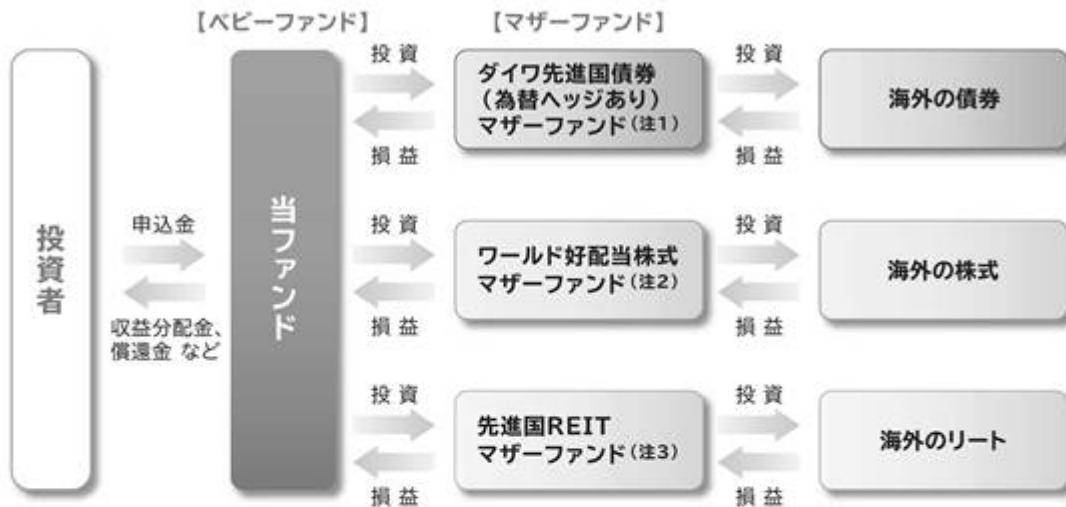 【ベビーファンド】
【マザーファンド】
投資者
申込金
収益分配金、
償還金 など
当ファンド
投 資
損 益
ダイワ先進国債券
（為替ヘッジあり）
マザーファンド（注1）
投 資
損 益
海外の債券
投 資
損 益
ワールド好配当株式
マザーファンド（注2）
投 資
損 益
海外の株式
投 資
損 益
先進国REIT
マザーファンド（注3）
投 資
損 益
海外のリート